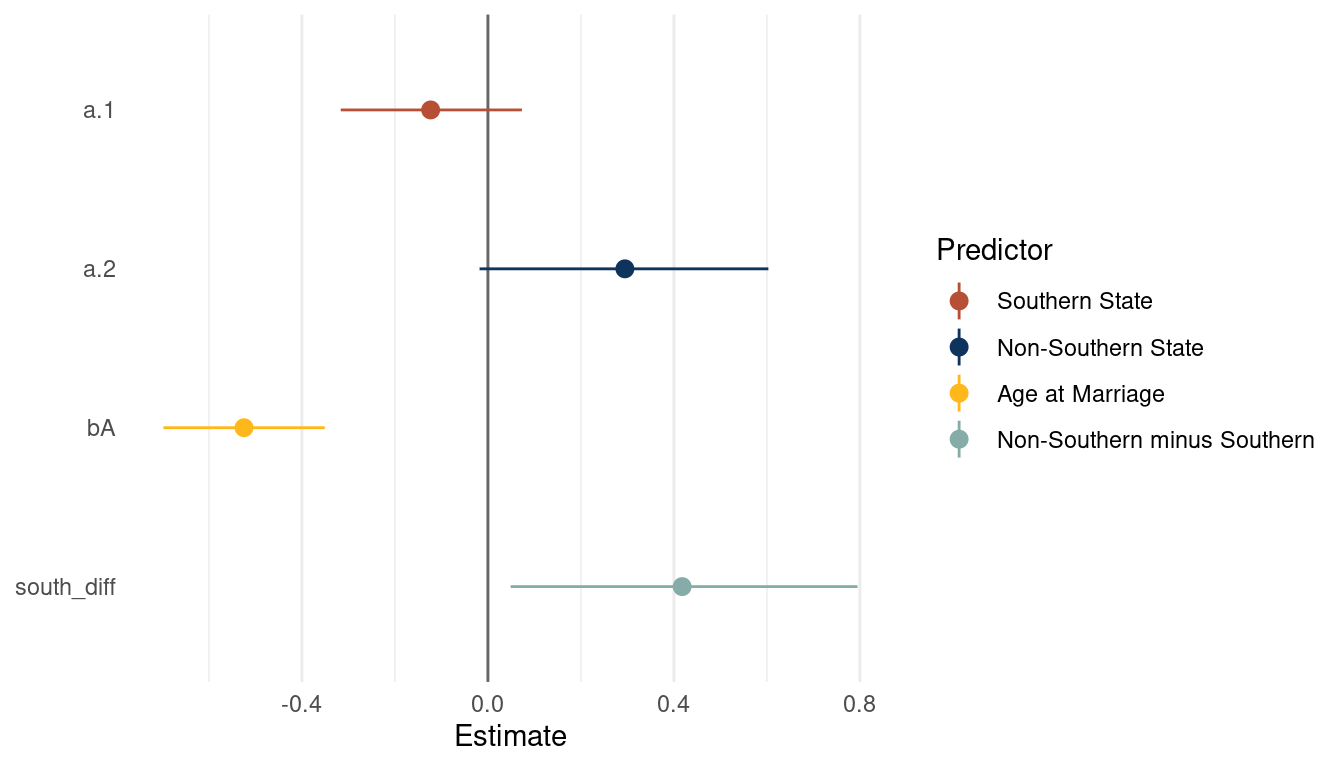 a.1
a.2
bA
south_diff
-0.4
0.0
0.4
0.8
Estimate
Predictor
Southern State
Non-Southern State
Age at Marriage
Non-Southern minus Southern